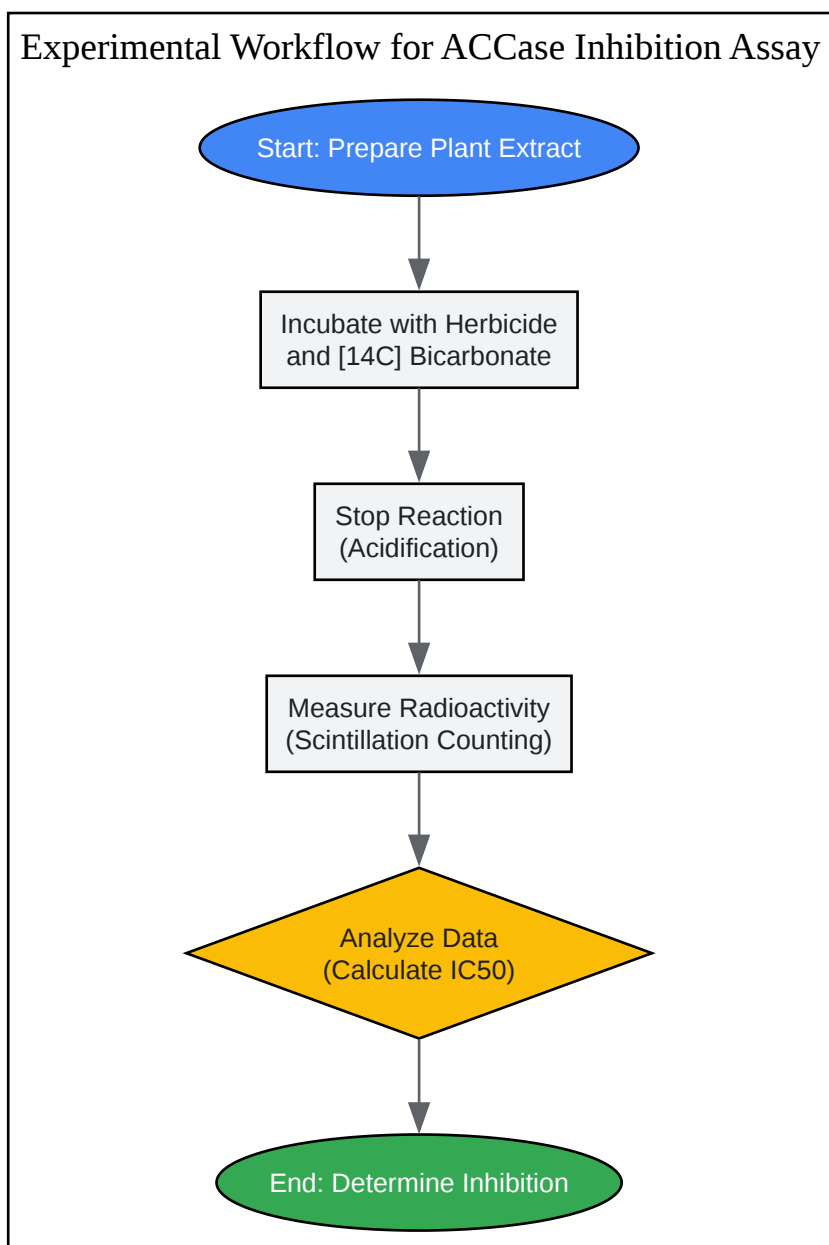 Experimental Workflow for ACCase Inhibition Assay
Start: Prepare Plant Extract
Incubate with Herbicide
and [14C] Bicarbonate
Stop Reaction
(Acidification)
Measure Radioactivity
(Scintillation Counting)
Analyze Data
(Calculate IC50)
End: Determine Inhibition